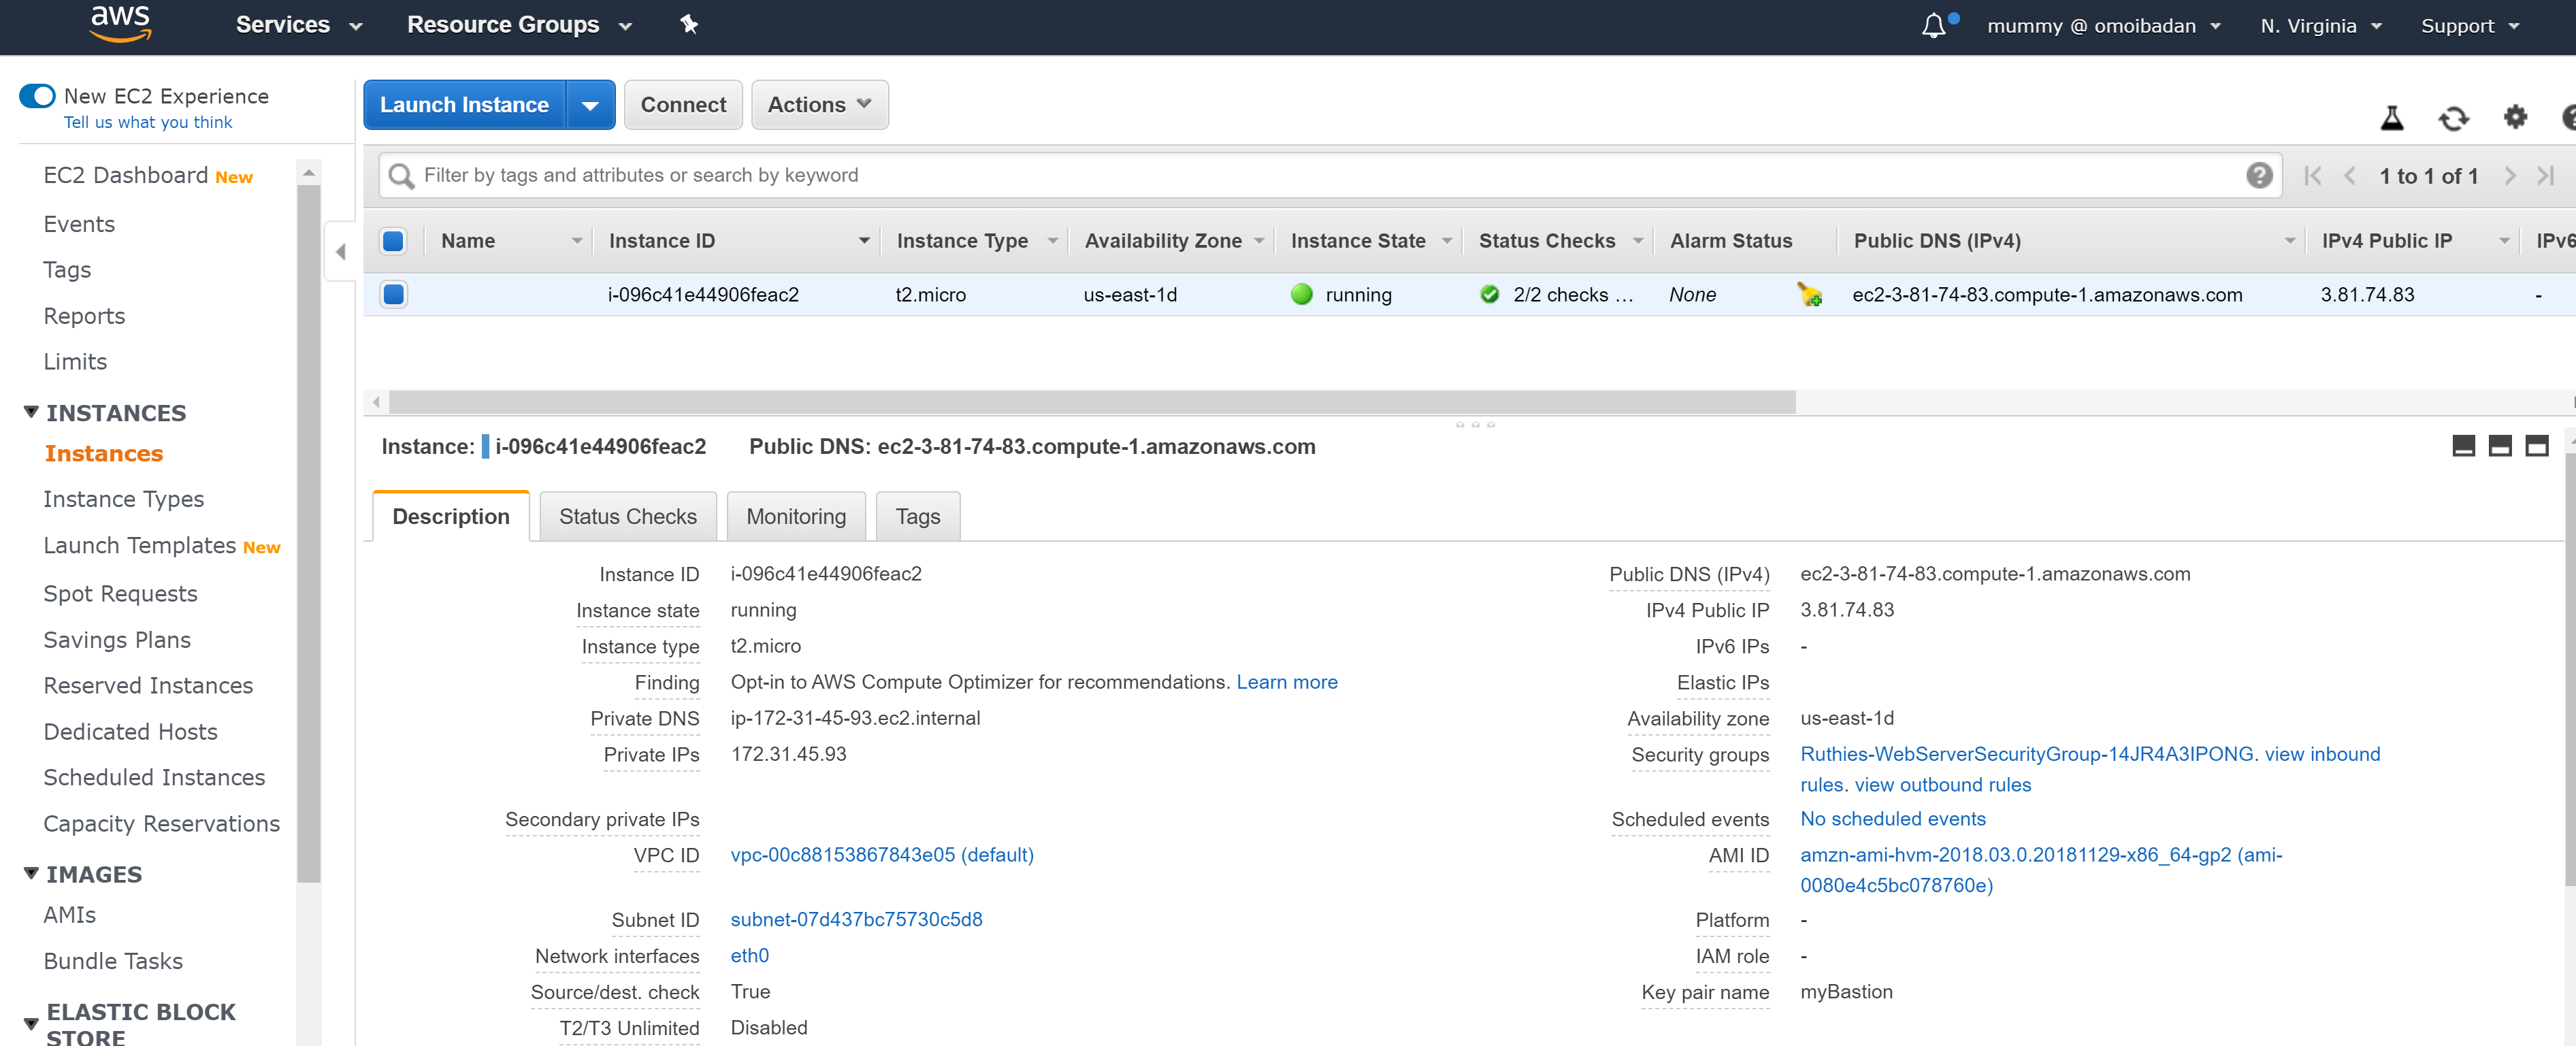 aws
Services
Resource Groups
mummy @ omoibadan
N. Virginia
Support
New EC2 Experience
Tell us what you think
EC2 Dashboard New
Events
Tags
Reports
Limits
INSTANCES
Instances
Instance Types
Launch Templates New
Spot Requests
Savings Plans
Reserved Instances
Dedicated Hosts
Scheduled Instances
Capacity Reservations
IMAGES
AMIs
Bundle Tasks
ELASTIC BLOCK
STORE
Launch Instance
Connect
Actions
Filter by tags and attributes or search by keyword
1 to 1 of 1
Name Instance ID Instance Type Availability Zone Instance State Status Checks Alarm Status Public DNS (IPv4) IPv4 Public IP IPv6
i-096c41e44906feac2 t2.micro us-east-1d running 2/2 checks ... None ec2-3-81-74-83.compute-1.amazonaws.com 3.81.74.83 -
Instance: i-096c41e44906feac2 Public DNS: ec2-3-81-74-83.compute-1.amazonaws.com
Description Status Checks Monitoring Tags
Instance ID i-096c41e44906feac2
Instance state running
Instance type t2.micro
Finding Opt-in to AWS Compute Optimizer for recommendations. Learn more
Private DNS ip-172-31-45-93.ec2.internal
Private IPs 172.31.45.93
Secondary private IPs
VPC ID vpc-00c88153867843e05 (default)
Subnet ID subnet-07d437bc75730c5d8
Network interfaces eth0
Source/dest. check True
T2/T3 Unlimited Disabled
Public DNS (IPv4) ec2-3-81-74-83.compute-1.amazonaws.com
IPv4 Public IP 3.81.74.83
IPv6 IPs -
Elastic IPs
Availability zone us-east-1d
Security groups Ruthies-WebServerSecurityGroup-14JR4A3IPONG. view inbound
rules. view outbound rules
Scheduled events No scheduled events
AMI ID amzn-ami-hvm-2018.03.0.20181129-x86_64-gp2 (ami-
0080e4c5bc078760e)
Platform -
IAM role -
Key pair name myBastion